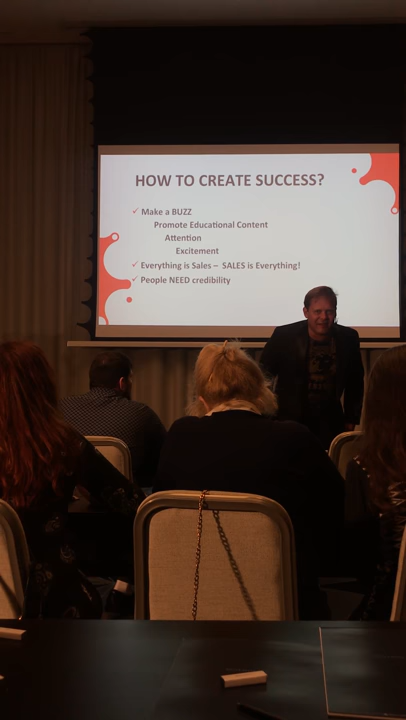 HOW TO CREATE SUCCESS?
✓ Make a BUZZ
Promote Educational Content
Attention
Excitement
✓ Everything is Sales – SALES is Everything!
✓ People NEED credibility